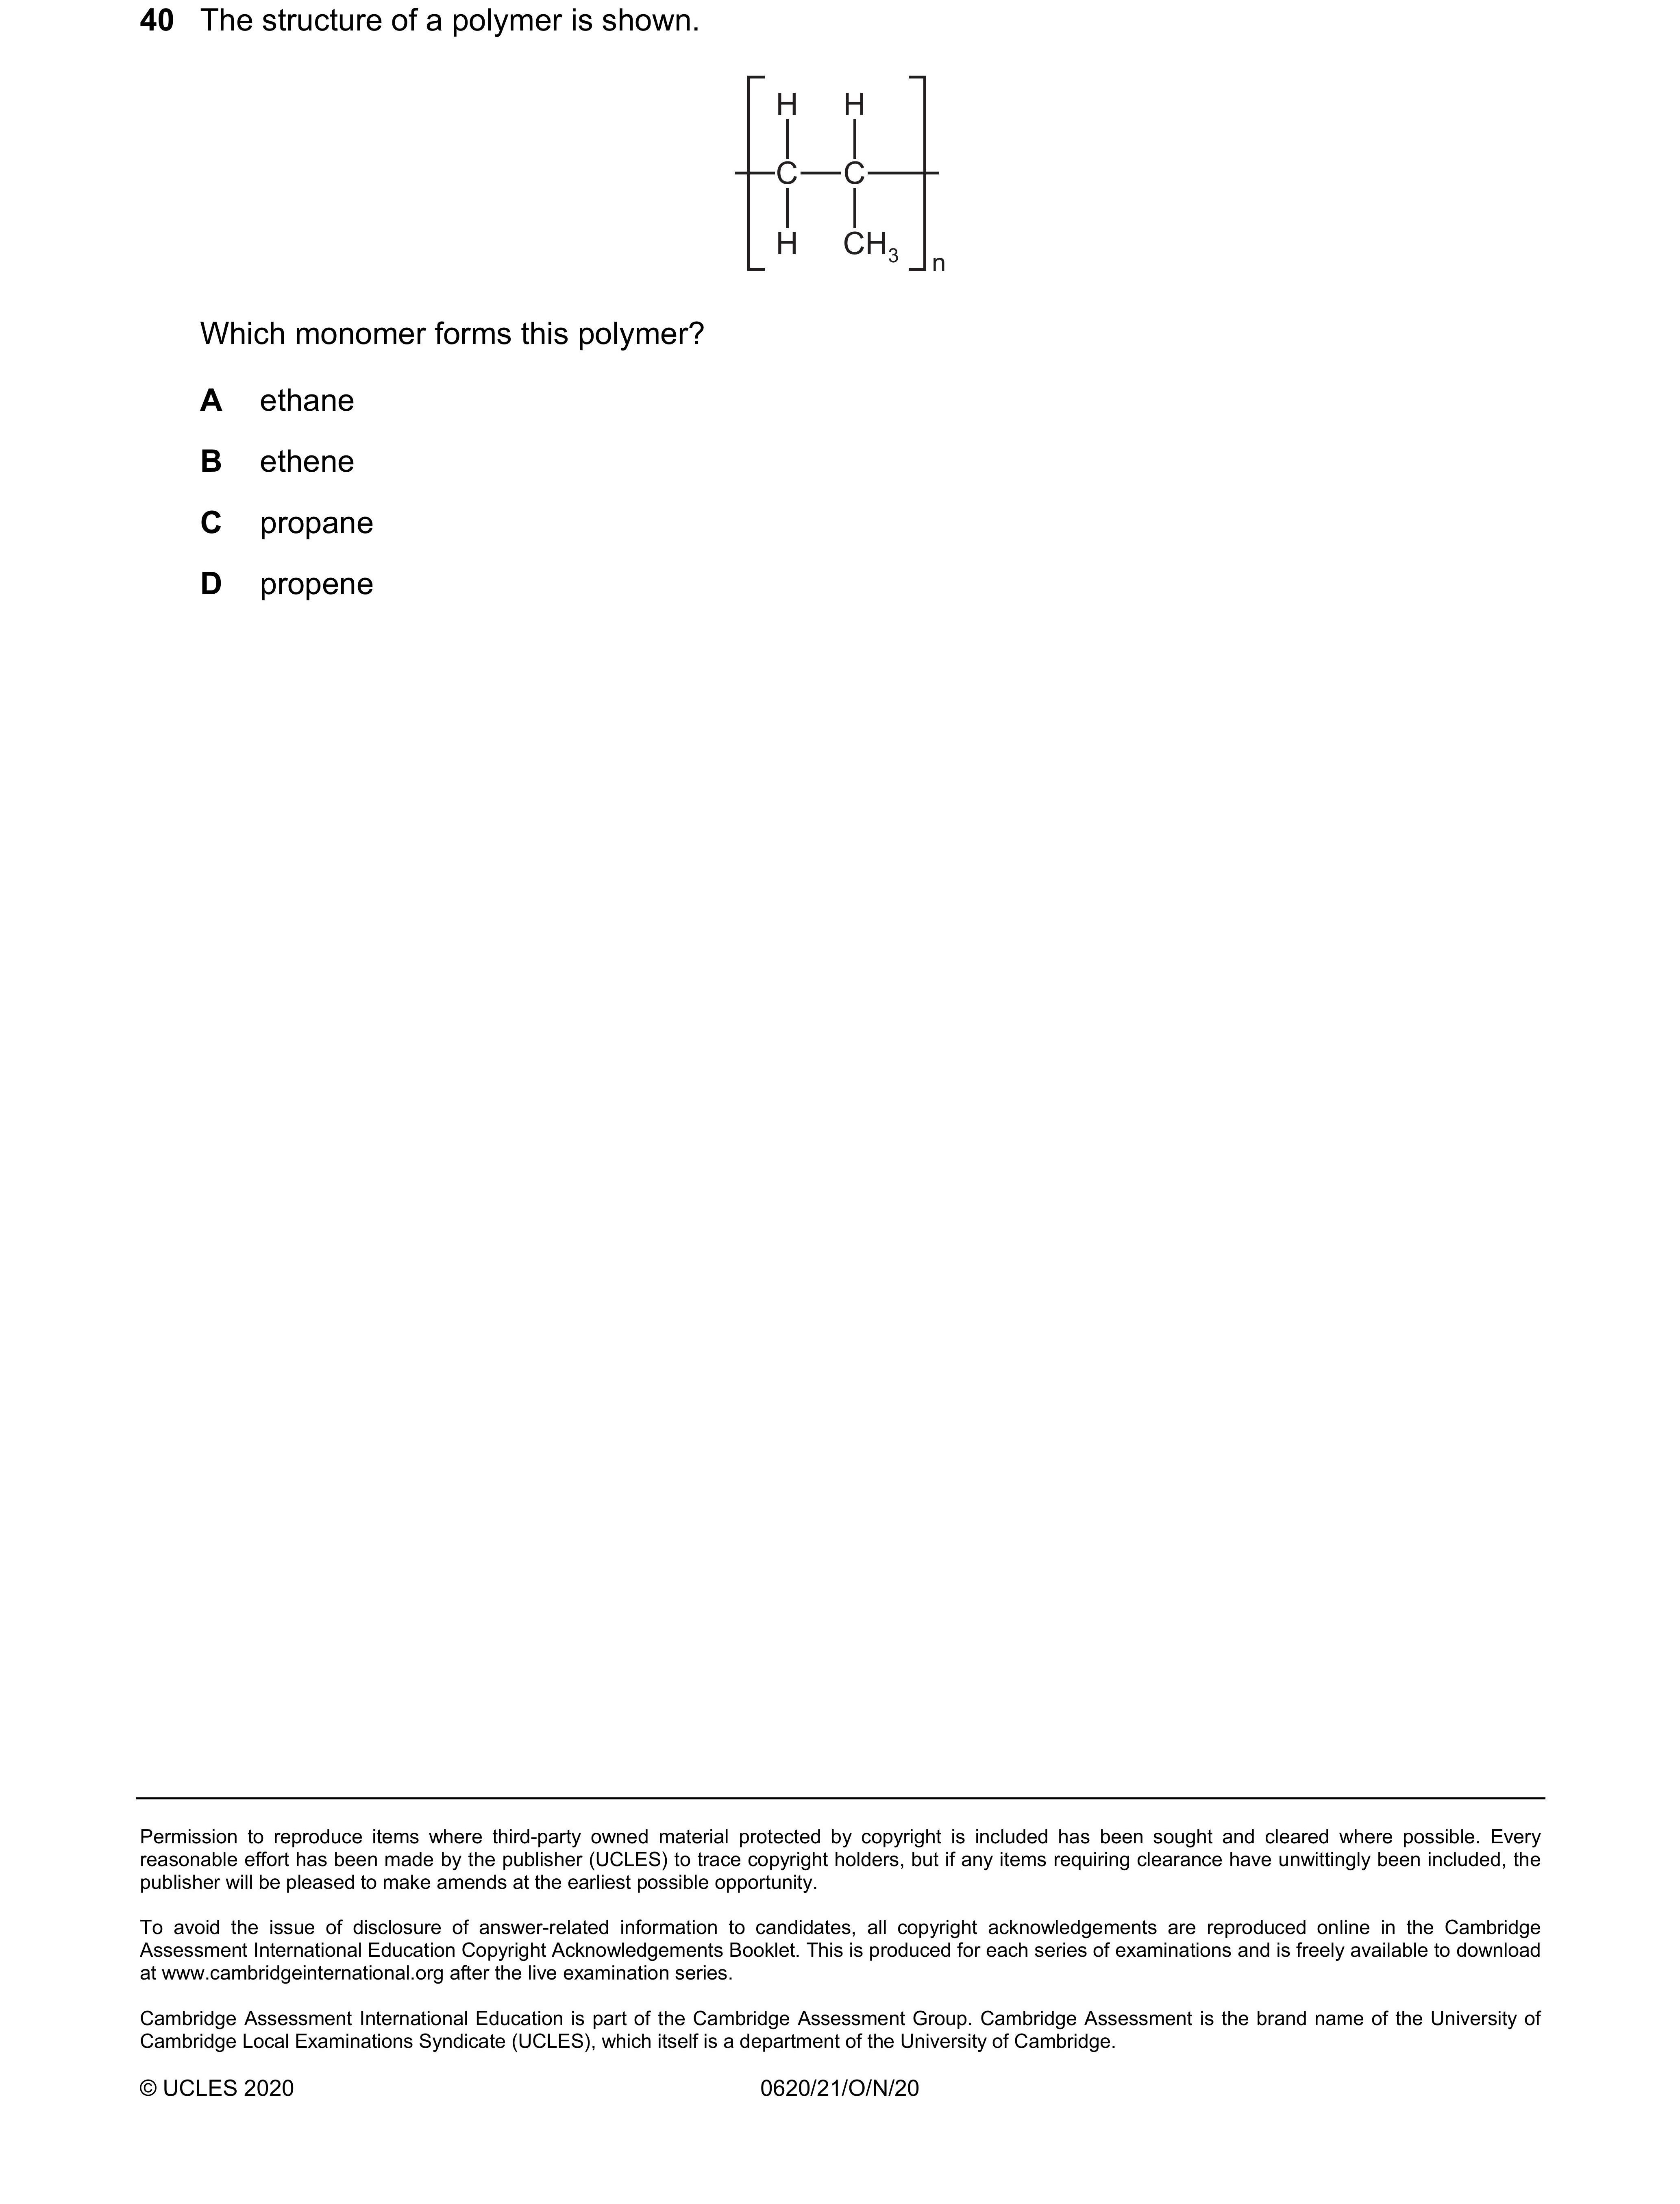 40 The structure of a polymer is shown.
H H
C C
H CH3 n
Which monomer forms this polymer?
A ethane
B ethene
C propane
D propene
Permission to reproduce items where third-party owned material protected by copyright is included has been sought and cleared where possible. Every
reasonable effort has been made by the publisher (UCLES) to trace copyright holders, but if any items requiring clearance have unwittingly been included, the
publisher will be pleased to make amends at the earliest possible opportunity.
To avoid the issue of disclosure of answer-related information to candidates, all copyright acknowledgements are reproduced online in the Cambridge
Assessment International Education Copyright Acknowledgements Booklet. This is produced for each series of examinations and is freely available to download
at www.cambridgeinternational.org after the live examination series.
Cambridge Assessment International Education is part of the Cambridge Assessment Group. Cambridge Assessment is the brand name of the University of
Cambridge Local Examinations Syndicate (UCLES), which itself is a department of the University of Cambridge.
© UCLES 2020 0620/21/O/N/20